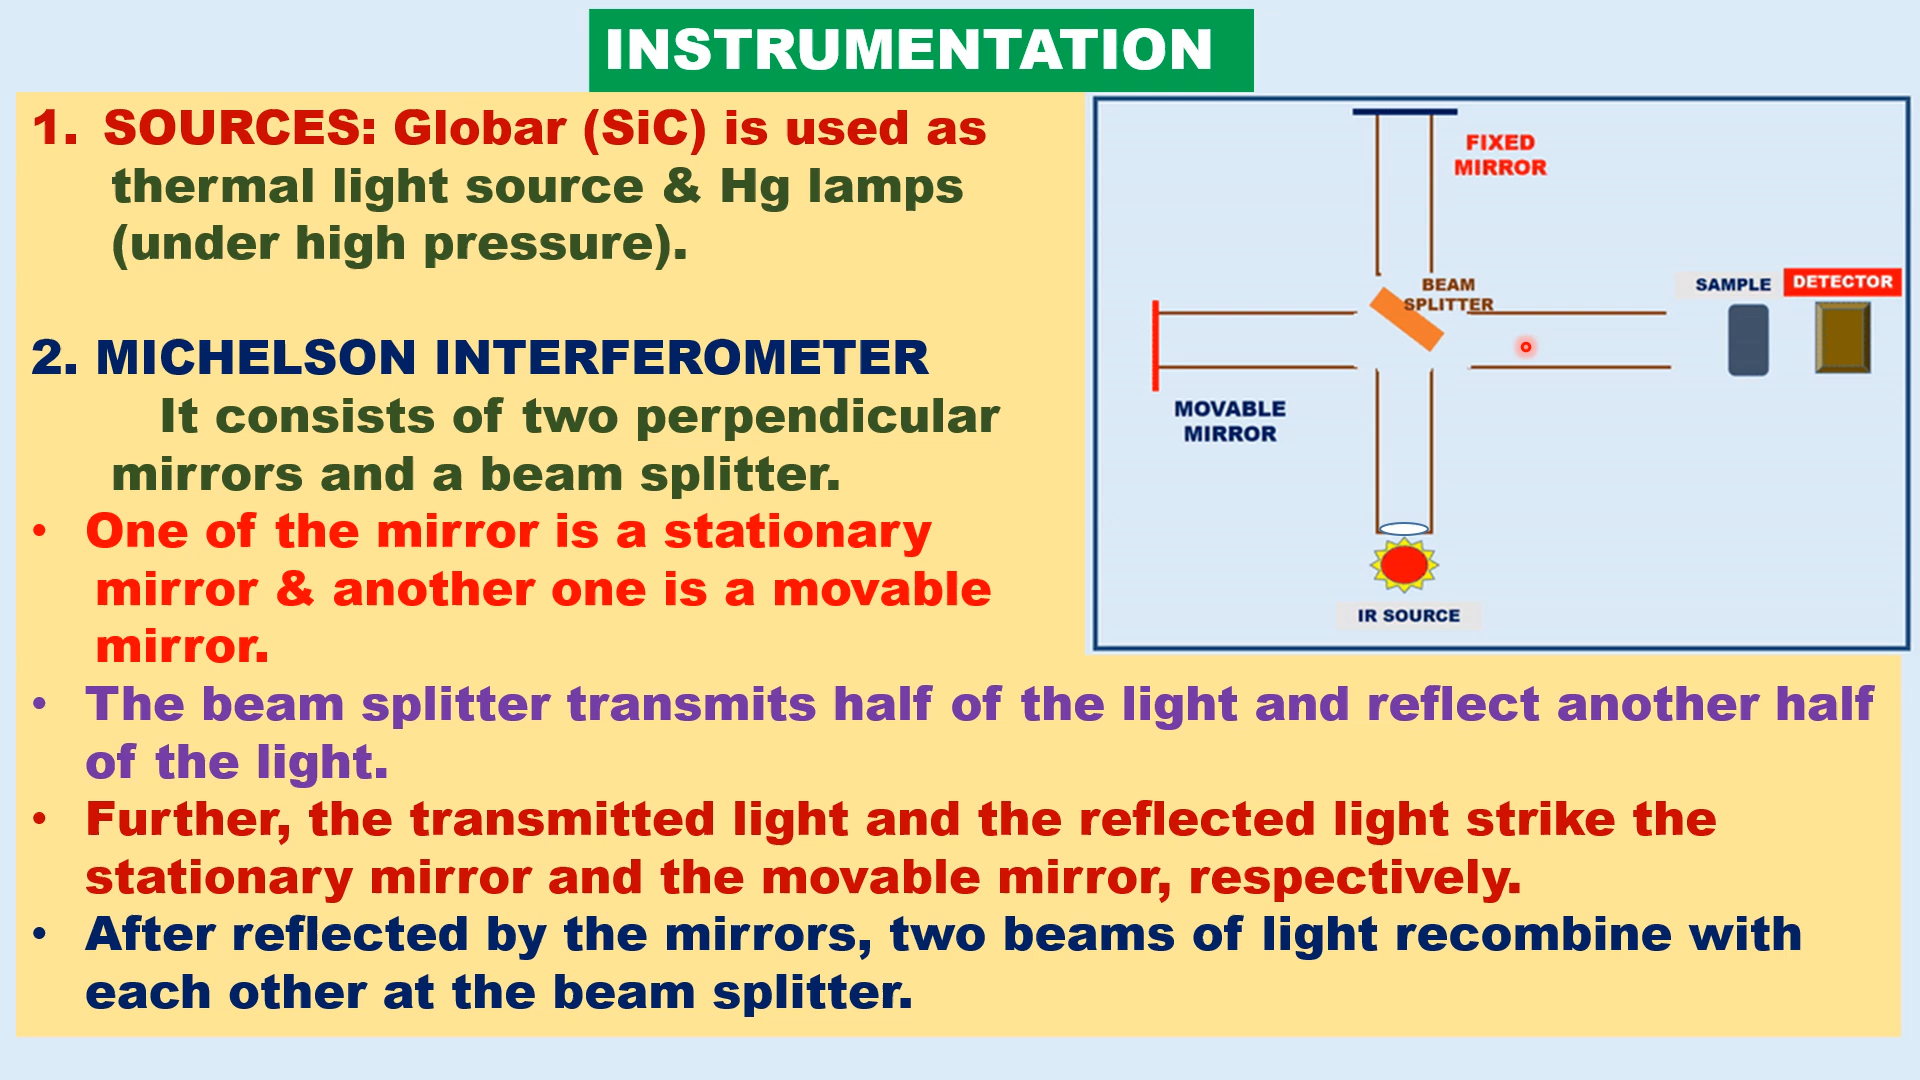 INSTRUMENTATION
1. SOURCES: Globar (SiC) is used as
thermal light source & Hg lamps
(under high pressure).
2. MICHELSON INTERFEROMETER
It consists of two perpendicular
mirrors and a beam splitter.
• One of the mirror is a stationary
mirror & another one is a movable
mirror.
• The beam splitter transmits half of the light and reflect another half
of the light.
• Further, the transmitted light and the reflected light strike the
stationary mirror and the movable mirror, respectively.
• After reflected by the mirrors, two beams of light recombine with
each other at the beam splitter.
FIXED
MIRROR
BEAM
SPLITTER
SAMPLE
DETECTOR
MOVABLE
MIRROR
IR SOURCE